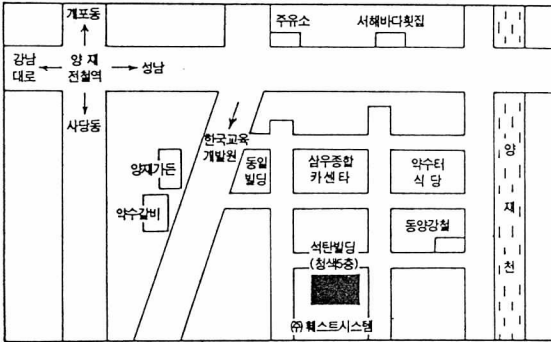 개포동
주유소
서해바다횟집
강남
대로
양 재
전철역
성남
사당동
한국교육
개발원
양재가든
동일
빌딩
삼우종합
카센타
약수터
식당
양
재
천
약수갈비
동양강철
석탄빌딩
(청색5층)
㈜훼스트시스템